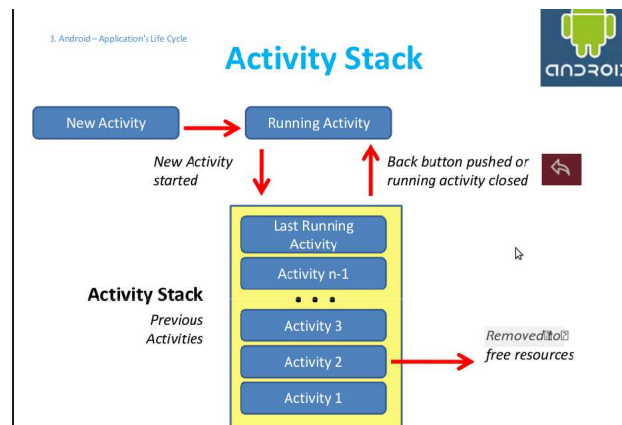 3. Android – Application's Life Cycle
Activity Stack
ANDROID
New Activity
Running Activity
New Activity
started
Back button pushed or
running activity closed
Last Running
Activity
Activity n-1
• • •
Activity Stack
Previous
Activities
Activity 3
Activity 2
Activity 1
Removed to
free resources